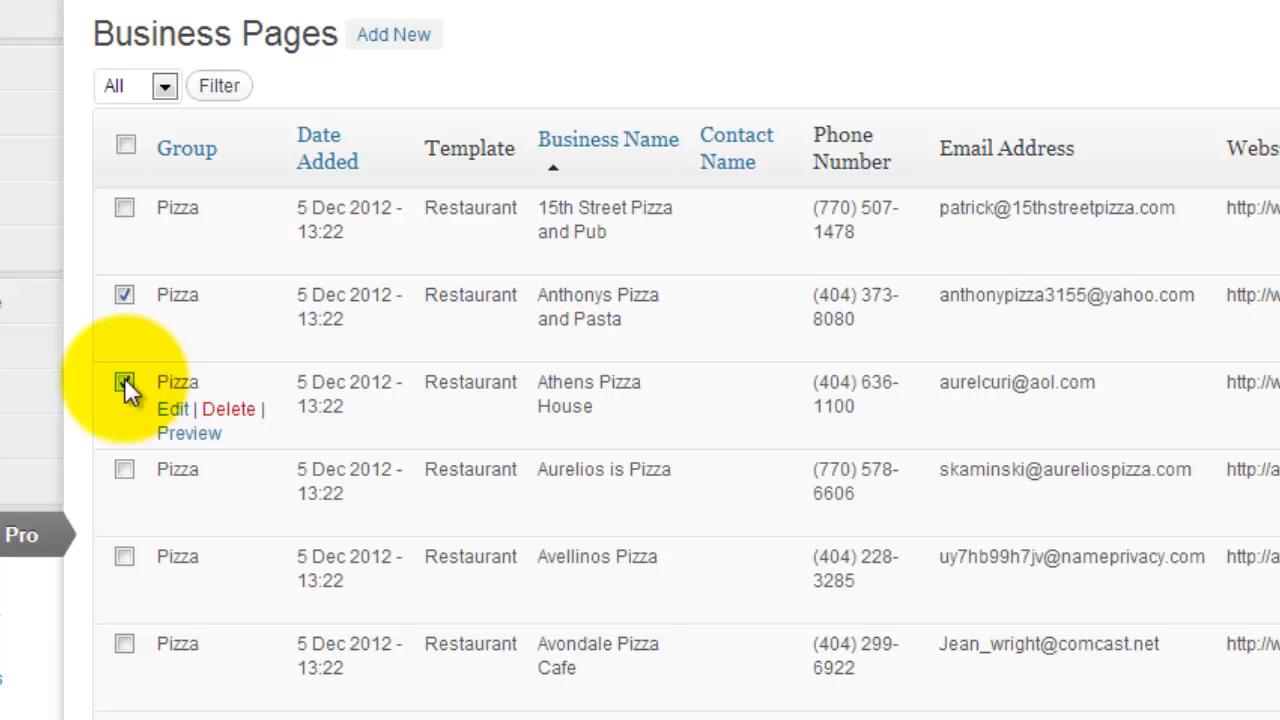 Business Pages Add New
All Filter
Group Date Added Template Business Name Contact Name Phone Number Email Address Webs
Pizza 5 Dec 2012 - Restaurant 15th Street Pizza (770) 507- patrick@15thstreetpizza.com http://w
13:22 and Pub 1478
Pizza 5 Dec 2012 - Restaurant Anthonys Pizza (404) 373- anthonypizza3155@yahoo.com http://w
13:22 and Pasta 8080
Pizza 5 Dec 2012 - Restaurant Athens Pizza (404) 636- aurelcuri@aol.com http://w
Edit | Delete | 13:22 House 1100
Preview
Pizza 5 Dec 2012 - Restaurant Aurelios is Pizza (770) 578- skaminski@aureliospizza.com http://a
13:22 6606
Pro
Pizza 5 Dec 2012 - Restaurant Avellinos Pizza (404) 228- uy7hb99h7jv@nameprivacy.com http://a
13:22 3285
Pizza 5 Dec 2012 - Restaurant Avondale Pizza (404) 299- Jean_wright@comcast.net http://w
13:22 Cafe 6922